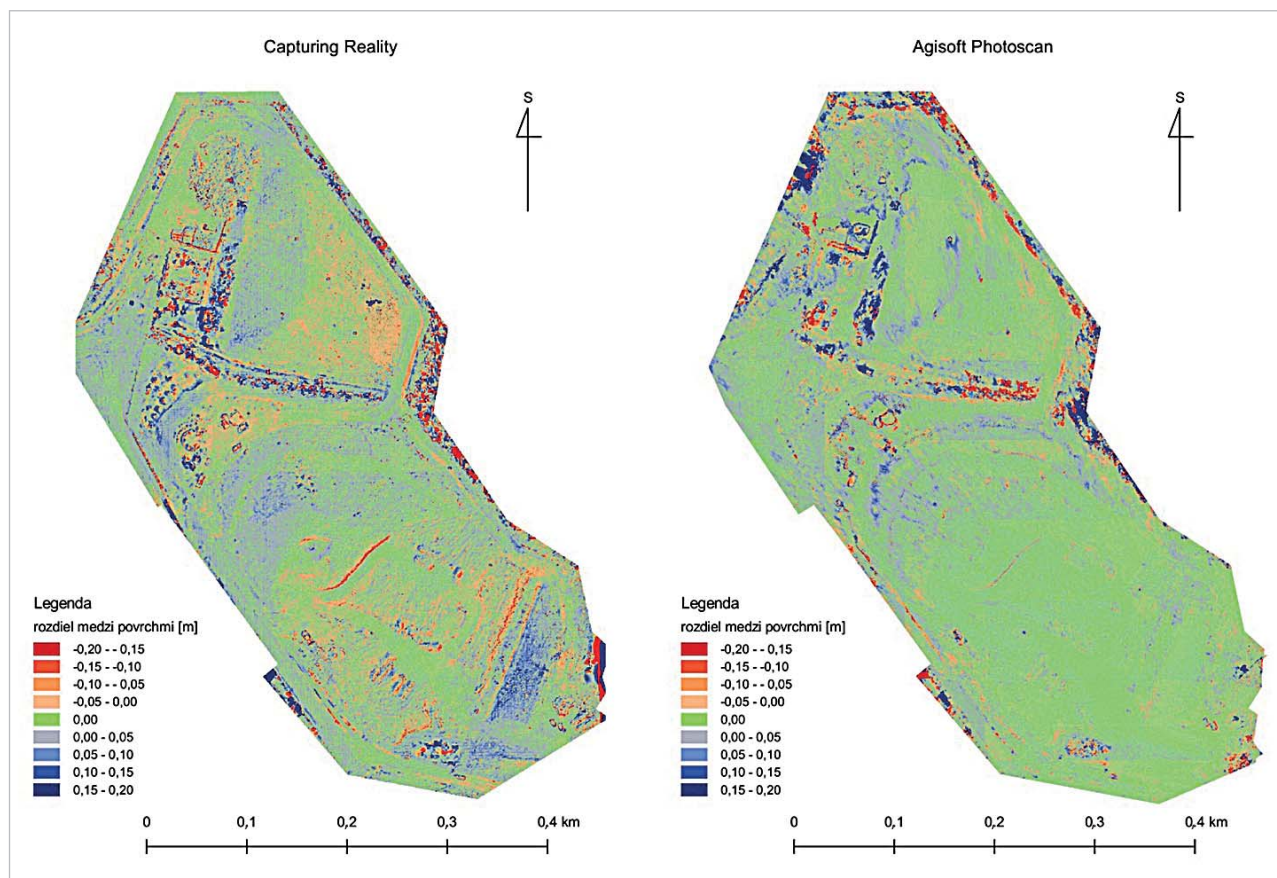 Capturing Reality
S
Legenda
rozdiel medzi povrchmi [m]
-0,20 - - 0,15
-0,15 - -0,10
-0,10 - - 0,05
-0,05 - 0,00
0,00
0,00 - 0,05
0,05 - 0,10
0,10 - 0,15
0,15 - 0,20
0 0,1 0,2 0,3 0,4 km
Agisoft Photoscan
S
Legenda
rozdiel medzi povrchmi [m]
-0,20 - - 0,15
-0,15 - -0,10
-0,10 - - 0,05
-0,05 - 0,00
0,00
0,00 - 0,05
0,05 - 0,10
0,10 - 0,15
0,15 - 0,20
0 0,1 0,2 0,3 0,4 km